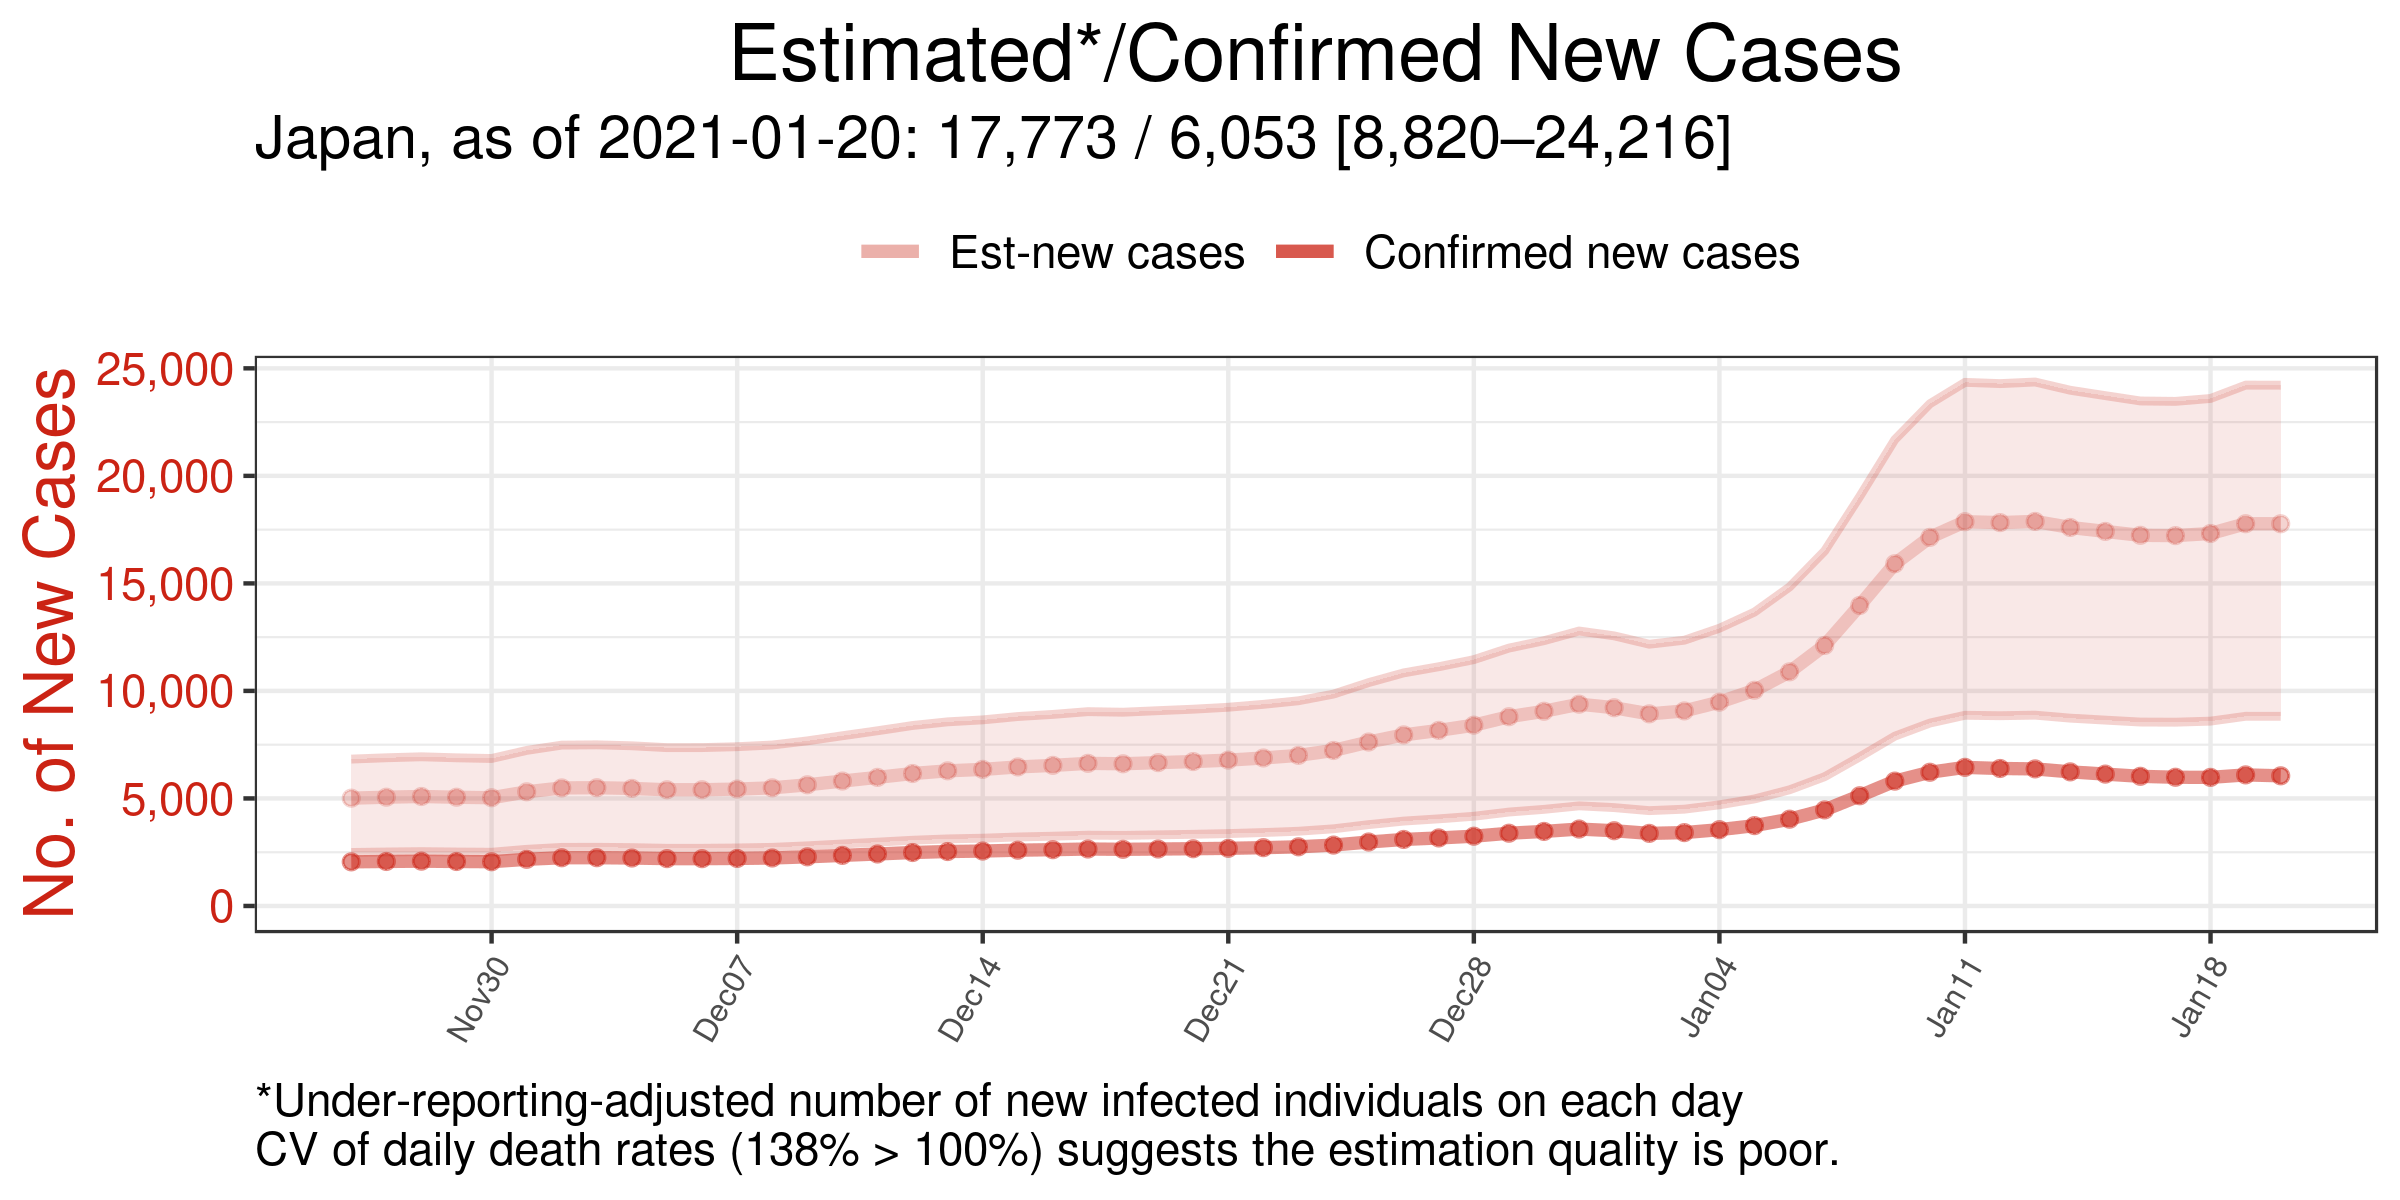 Estimated*/Confirmed New Cases
Japan, as of 2021-01-20: 17,773 / 6,053 [8,820–24,216]
Est-new cases
Confirmed new cases
No. of New Cases
25,000
20,000
15,000
10,000
5,000
0
Nov30
Dec07
Dec14
Dec21
Dec28
Jan04
Jan11
Jan18
*Under-reporting-adjusted number of new infected individuals on each day
CV of daily death rates (138% > 100%) suggests the estimation quality is poor.